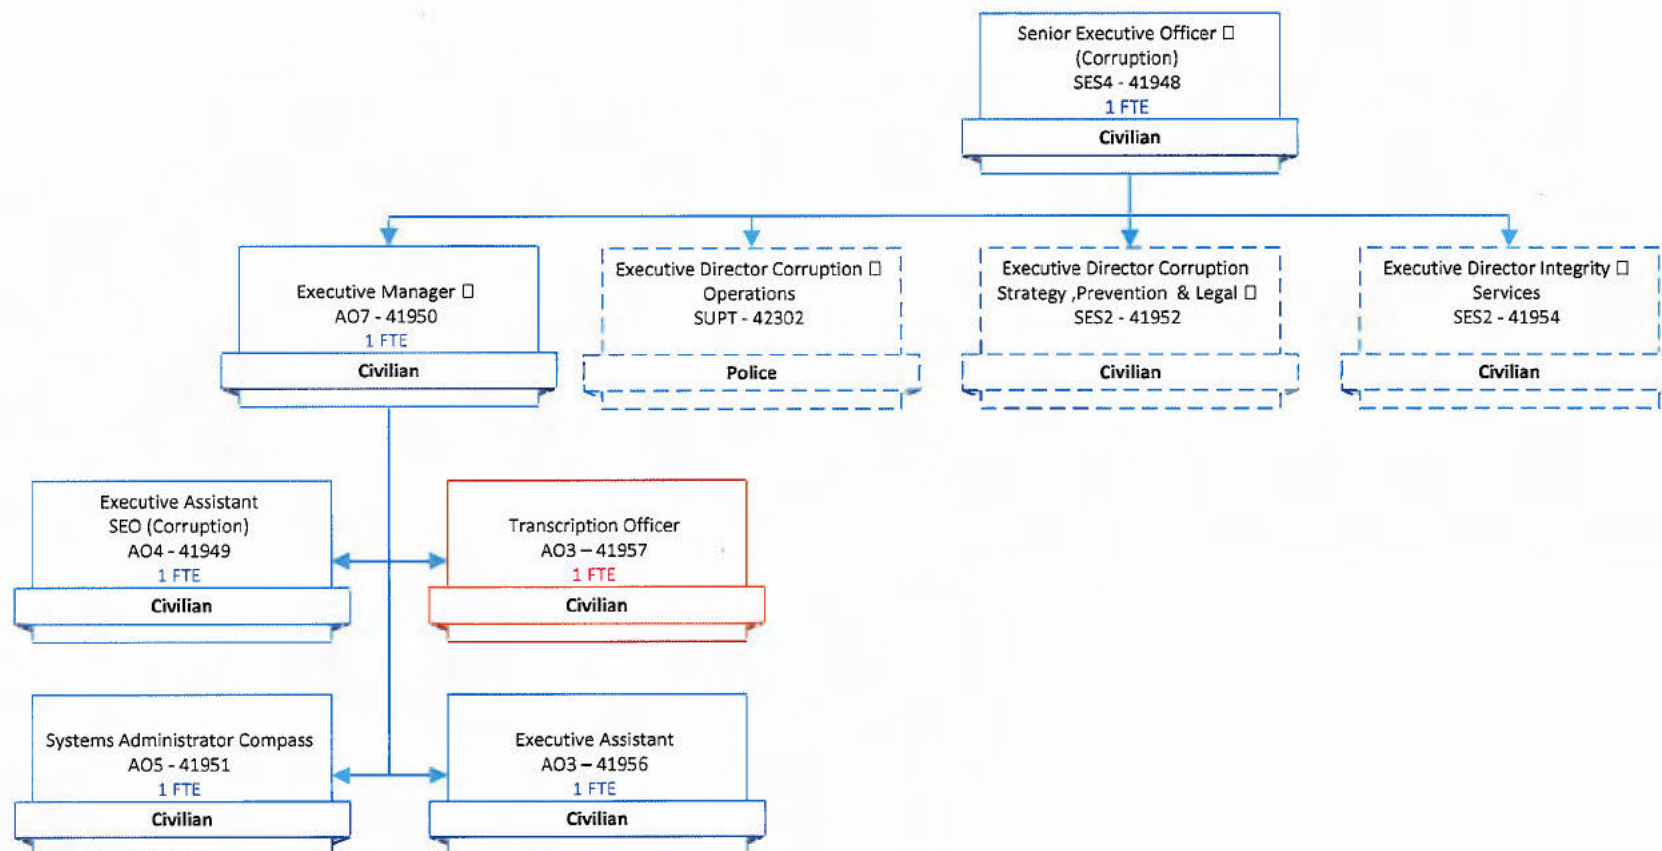 Senior Executive Officer □
(Corruption)
SES4 - 41948
1 FTE
Civilian
Executive Manager □
AO7 - 41950
1 FTE
Civilian
Executive Director Corruption □
Operations
SUPT - 42302
Police
Executive Director Corruption
Strategy ,Prevention & Legal □
SES2 - 41952
Civilian
Executive Director Integrity □
Services
SES2 - 41954
Civilian
Executive Assistant
SEO (Corruption)
AO4 - 41949
1 FTE
Civilian
Transcription Officer
AO3 – 41957
1 FTE
Civilian
Systems Administrator Compass
AO5 - 41951
1 FTE
Civilian
Executive Assistant
AO3 – 41956
1 FTE
Civilian